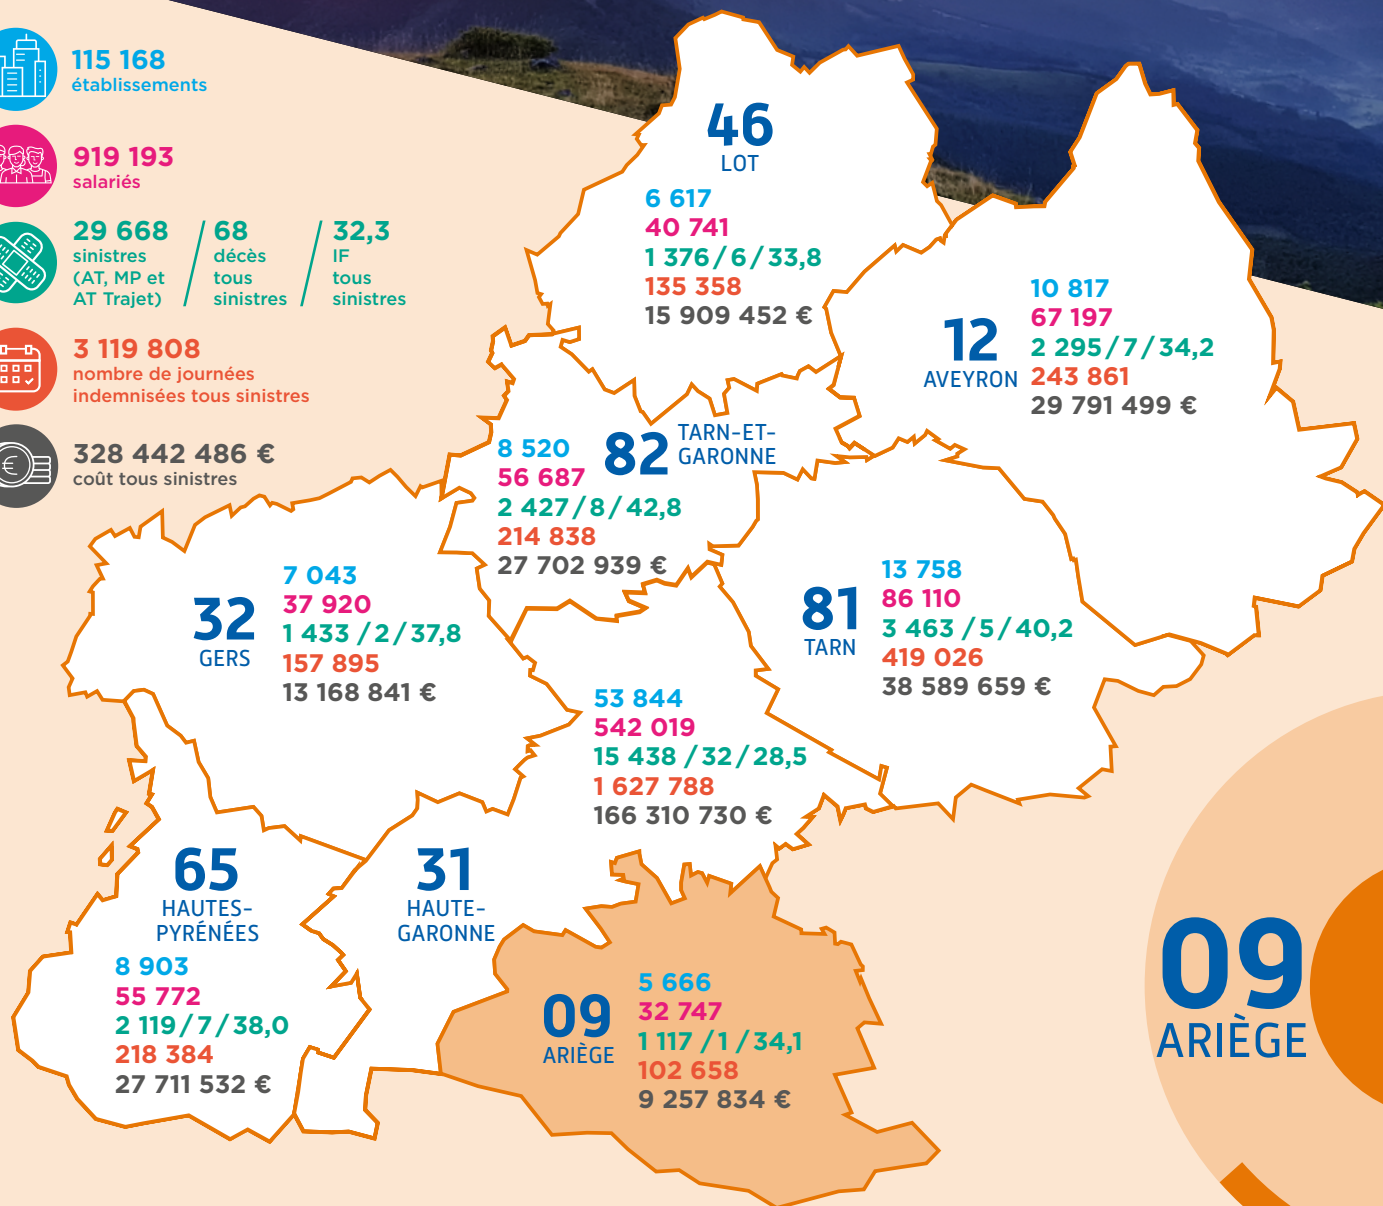 115 168
établissements
919 193
salariés
29 668
sinistres
(AT, MP et
AT Trajet)
68
décès
tous
sinistres
32,3
IF
tous
sinistres
3 119 808
nombre de journées
indemnisées tous sinistres
328 442 486 €
coût tous sinistres
46
LOT
6 617
40 741
1 376 / 6 / 33,8
135 358
15 909 452 €
12
AVEYRON
10 817
67 197
2 295 / 7 / 34,2
243 861
29 791 499 €
82
TARN-ET-
GARONNE
8 520
56 687
2 427 / 8 / 42,8
214 838
27 702 939 €
32
GERS
7 043
37 920
1 433 / 2 / 37,8
157 895
13 168 841 €
81
TARN
13 758
86 110
3 463 / 5 / 40,2
419 026
38 589 659 €
53 844
542 019
15 438 / 32 / 28,5
1 627 788
166 310 730 €
31
HAUTE-
GARONNE
65
HAUTES-
PYRÉNÉES
8 903
55 772
2 119 / 7 / 38,0
218 384
27 711 532 €
09
ARIÈGE
5 666
32 747
1 117 / 1 / 34,1
102 658
9 257 834 €
09
ARIÈGE